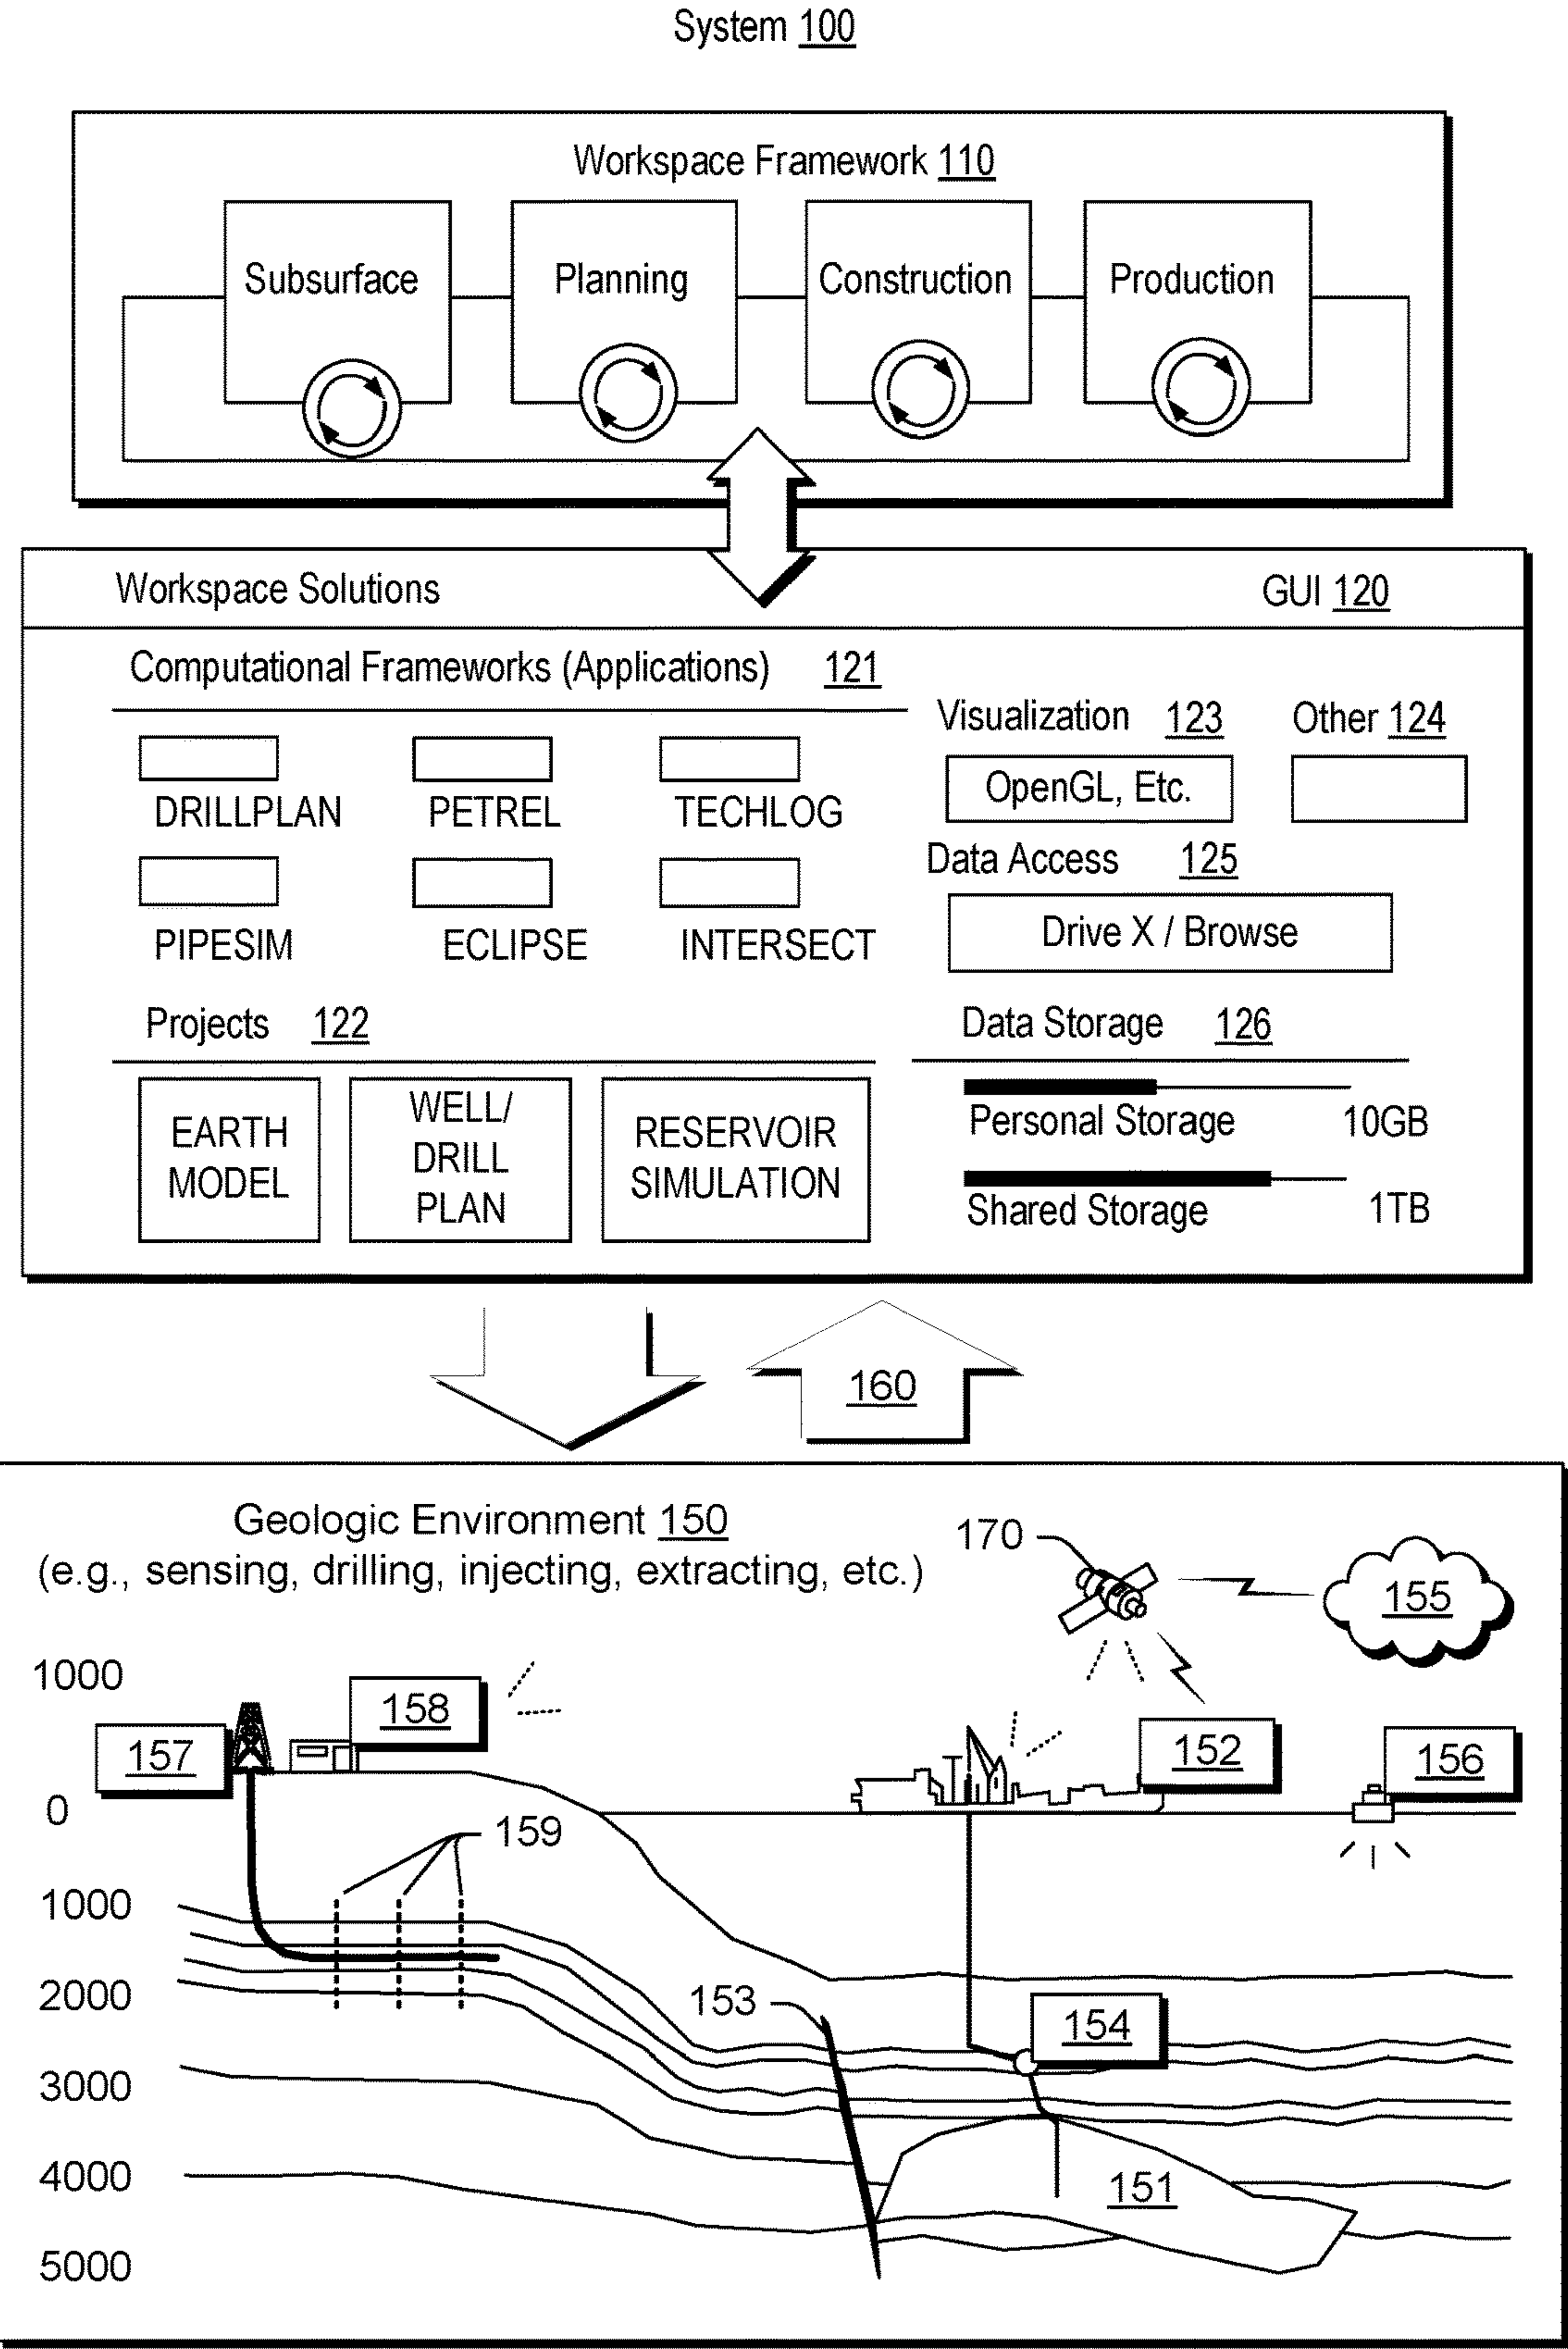 System 100
Workspace Framework 110
Subsurface
Planning
Construction
Production
Workspace Solutions
GUI 120
Computational Frameworks (Applications) 121
DRILLPLAN
PETREL
TECHLOG
PIPESIM
ECLIPSE
INTERSECT
Visualization 123
Other 124
OpenGL, Etc.
Data Access 125
Drive X / Browse
Projects 122
EARTH
MODEL
WELL/
DRILL
PLAN
RESERVOIR
SIMULATION
Data Storage 126
Personal Storage 10GB
Shared Storage 1TB
160
Geologic Environment 150
(e.g., sensing, drilling, injecting, extracting, etc.)
170
155
1000
158
157
152
156
0
159
1000
2000
153
154
3000
4000
151
5000